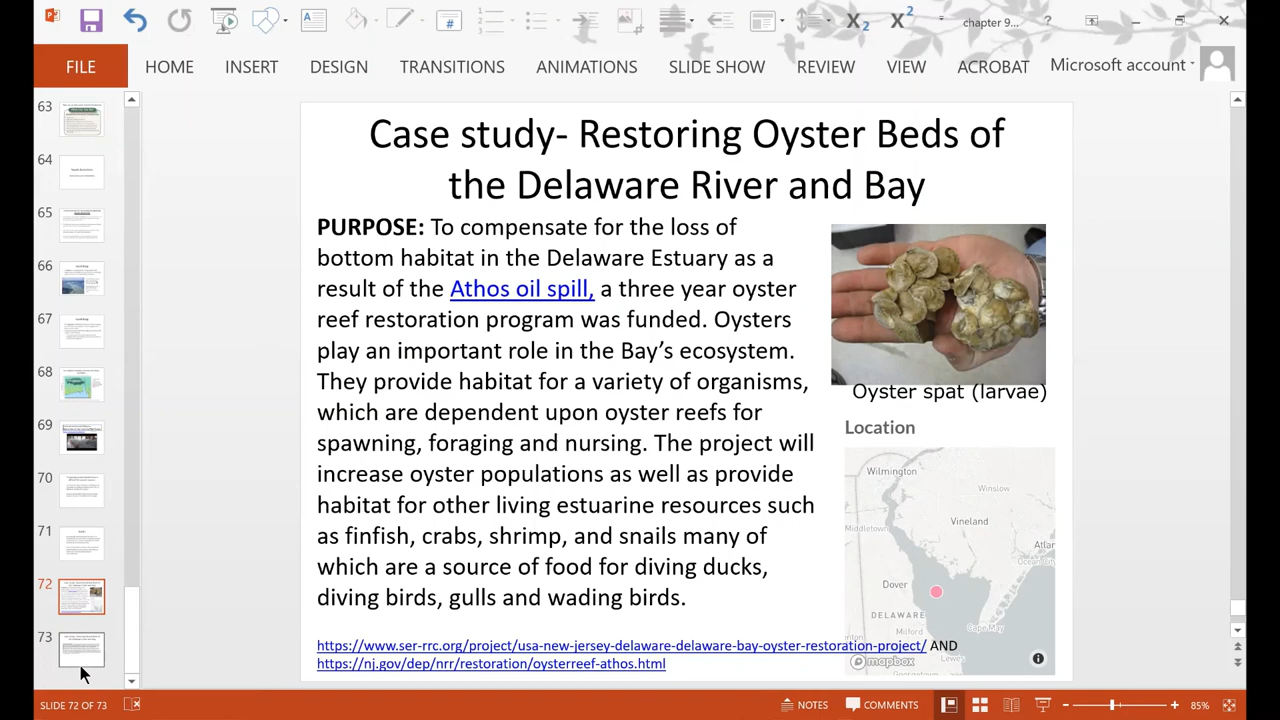 chapter 9...
?
FILE
HOME
INSERT
DESIGN
TRANSITIONS
ANIMATIONS
SLIDE SHOW
REVIEW
VIEW
ACROBAT
Microsoft account
63
64
65
66
67
68
69
70
71
72
73
Case study- Restoring Oyster Beds of
the Delaware River and Bay
PURPOSE: To compensate for the loss of
bottom habitat in the Delaware Estuary as a
result of the Athos oil spill, a three year oyster
reef restoration program was funded. Oysters
play an important role in the Bay’s ecosystem.
They provide habitat for a variety of organisms,
which are dependent upon oyster reefs for
spawning, foraging and nursing. The project will
increase oyster populations as well as provide
habitat for other living estuarine resources such
as finfish, crabs, shrimp, and snails many of
which are a source of food for diving ducks,
diving birds, gulls and wading birds.
https://www.ser-rrc.org/project/usa-new-jersey-delaware-delaware-bay-oyster-restoration-project/ AND
https://nj.gov/dep/nrr/restoration/oysterreef-athos.html
Oyster spat (larvae)
Location
Wilmington
Winslow
Middletown
Vineland
Atlan
Ocean
Dover
DELAWARE
Cape May
Milford
Lewe
mapbox
Georgetown
SLIDE 72 OF 73
NOTES
COMMENTS
85%